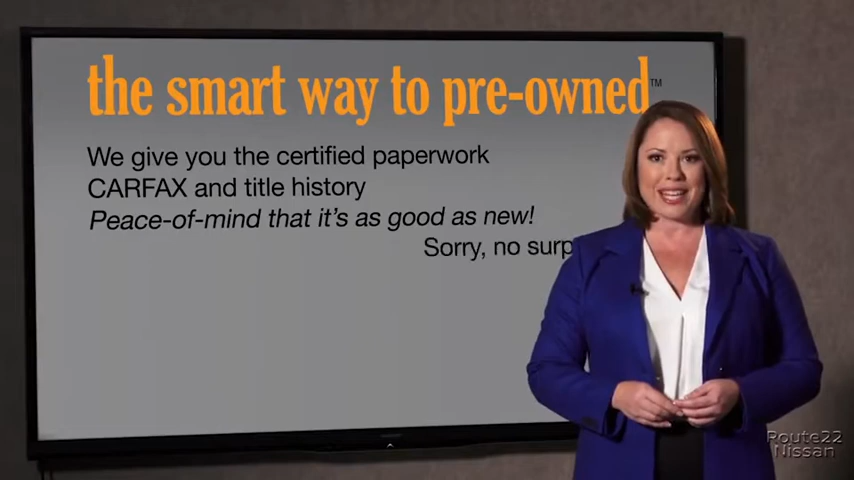 the smart way to pre-owned™
We give you the certified paperwork
CARFAX and title history
Peace-of-mind that it's as good as new!
Sorry, no surp
Route22
Nissan